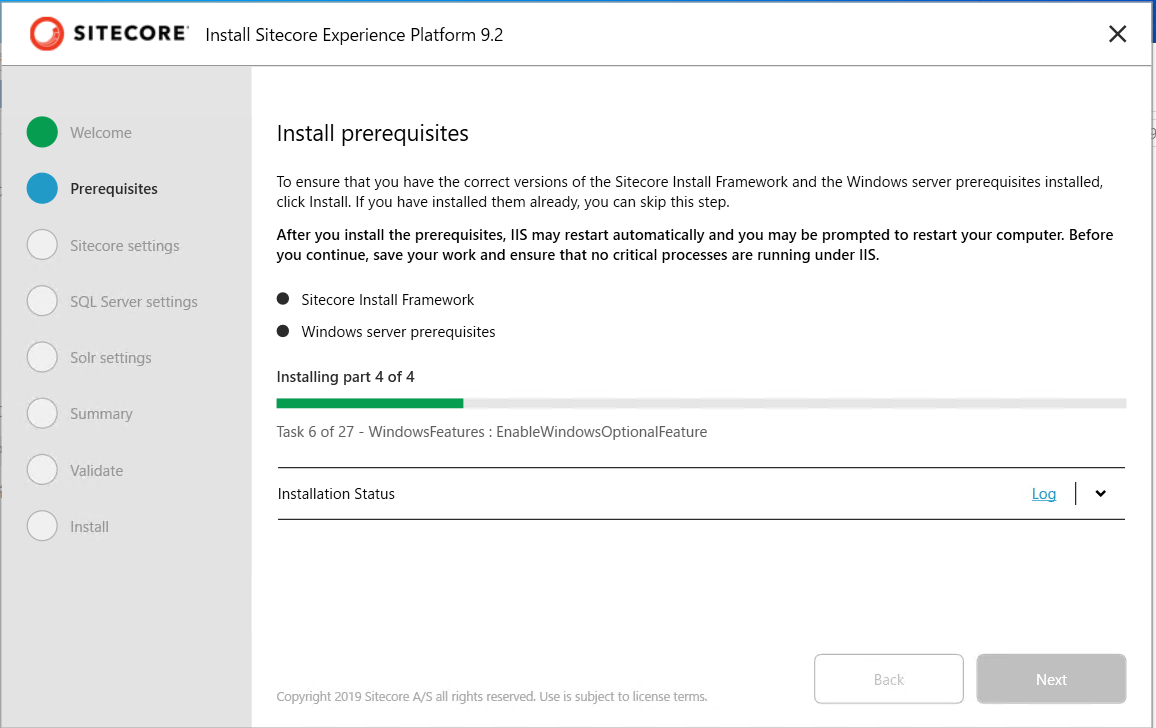 SITECORE Install Sitecore Experience Platform 9.2
Welcome
Prerequisites
Sitecore settings
SQL Server settings
Solr settings
Summary
Validate
Install
Install prerequisites
To ensure that you have the correct versions of the Sitecore Install Framework and the Windows server prerequisites installed,
click Install. If you have installed them already, you can skip this step.
After you install the prerequisites, IIS may restart automatically and you may be prompted to restart your computer. Before
you continue, save your work and ensure that no critical processes are running under IIS.
Sitecore Install Framework
Windows server prerequisites
Installing part 4 of 4
Task 6 of 27 - WindowsFeatures : EnableWindowsOptionalFeature
Installation Status Log
Back Next
Copyright 2019 Sitecore A/S all rights reserved. Use is subject to license terms.